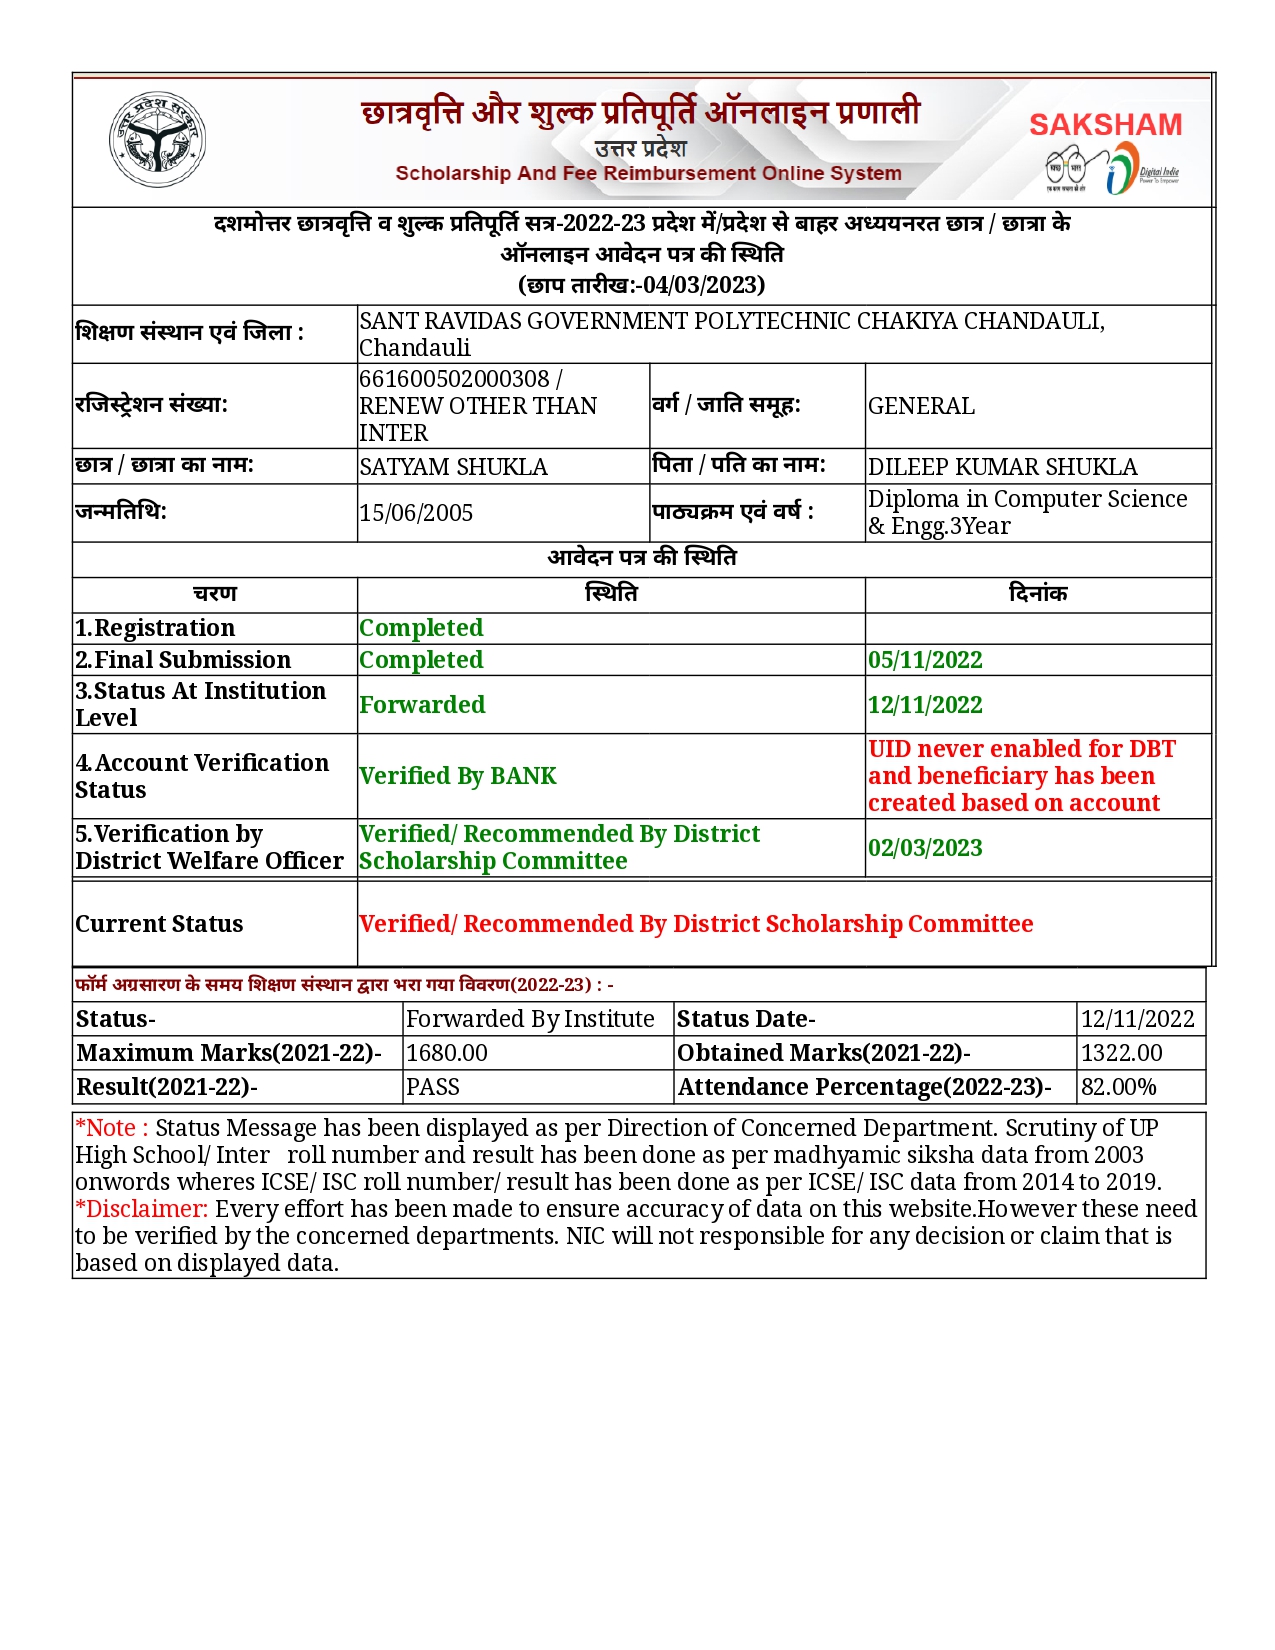 उत्तर प्रदेश सरकार
छात्रवृत्ति और शुल्क प्रतिपूर्ति ऑनलाइन प्रणाली
उत्तर प्रदेश
Scholarship And Fee Reimbursement Online System
SAKSHAM
स्वच्छ भारत
एक कदम स्वच्छता की ओर
Digital India
Power To Empower
दशमोत्तर छात्रवृत्ति व शुल्क प्रतिपूर्ति सत्र-2022-23 प्रदेश में/प्रदेश से बाहर अध्ययनरत छात्र / छात्रा के
ऑनलाइन आवेदन पत्र की स्थिति
(छाप तारीख:-04/03/2023)
शिक्षण संस्थान एवं जिला : SANT RAVIDAS GOVERNMENT POLYTECHNIC CHAKIYA CHANDAULI,
Chandauli
रजिस्ट्रेशन संख्या: 661600502000308 /
RENEW OTHER THAN
INTER
वर्ग / जाति समूह: GENERAL
छात्र / छात्रा का नाम: SATYAM SHUKLA पिता / पति का नाम: DILEEP KUMAR SHUKLA
जन्मतिथि: 15/06/2005 पाठ्यक्रम एवं वर्ष : Diploma in Computer Science
& Engg.3Year
आवेदन पत्र की स्थिति
चरण स्थिति दिनांक
1.Registration Completed
2.Final Submission Completed 05/11/2022
3.Status At Institution
Level
Forwarded 12/11/2022
4.Account Verification
Status
Verified By BANK
UID never enabled for DBT
and beneficiary has been
created based on account
5.Verification by
District Welfare Officer
Verified/ Recommended By District
Scholarship Committee
02/03/2023
Current Status Verified/ Recommended By District Scholarship Committee
फॉर्म अग्रसारण के समय शिक्षण संस्थान द्वारा भरा गया विवरण(2022-23) : -
Status- Forwarded By Institute Status Date- 12/11/2022
Maximum Marks(2021-22)- 1680.00 Obtained Marks(2021-22)- 1322.00
Result(2021-22)- PASS Attendance Percentage(2022-23)- 82.00%
*Note : Status Message has been displayed as per Direction of Concerned Department. Scrutiny of UP
High School/ Inter roll number and result has been done as per madhyamic siksha data from 2003
onwords wheres ICSE/ ISC roll number/ result has been done as per ICSE/ ISC data from 2014 to 2019.
*Disclaimer: Every effort has been made to ensure accuracy of data on this website.However these need
to be verified by the concerned departments. NIC will not responsible for any decision or claim that is
based on displayed data.